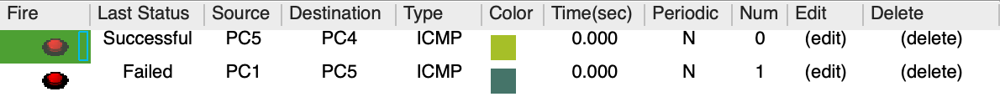 Fire Last Status Source Destination Type Color Time(sec) Periodic Num Edit Delete
Successful PC5 PC4 ICMP 0.000 N 0 (edit) (delete)
Failed PC1 PC5 ICMP 0.000 N 1 (edit) (delete)